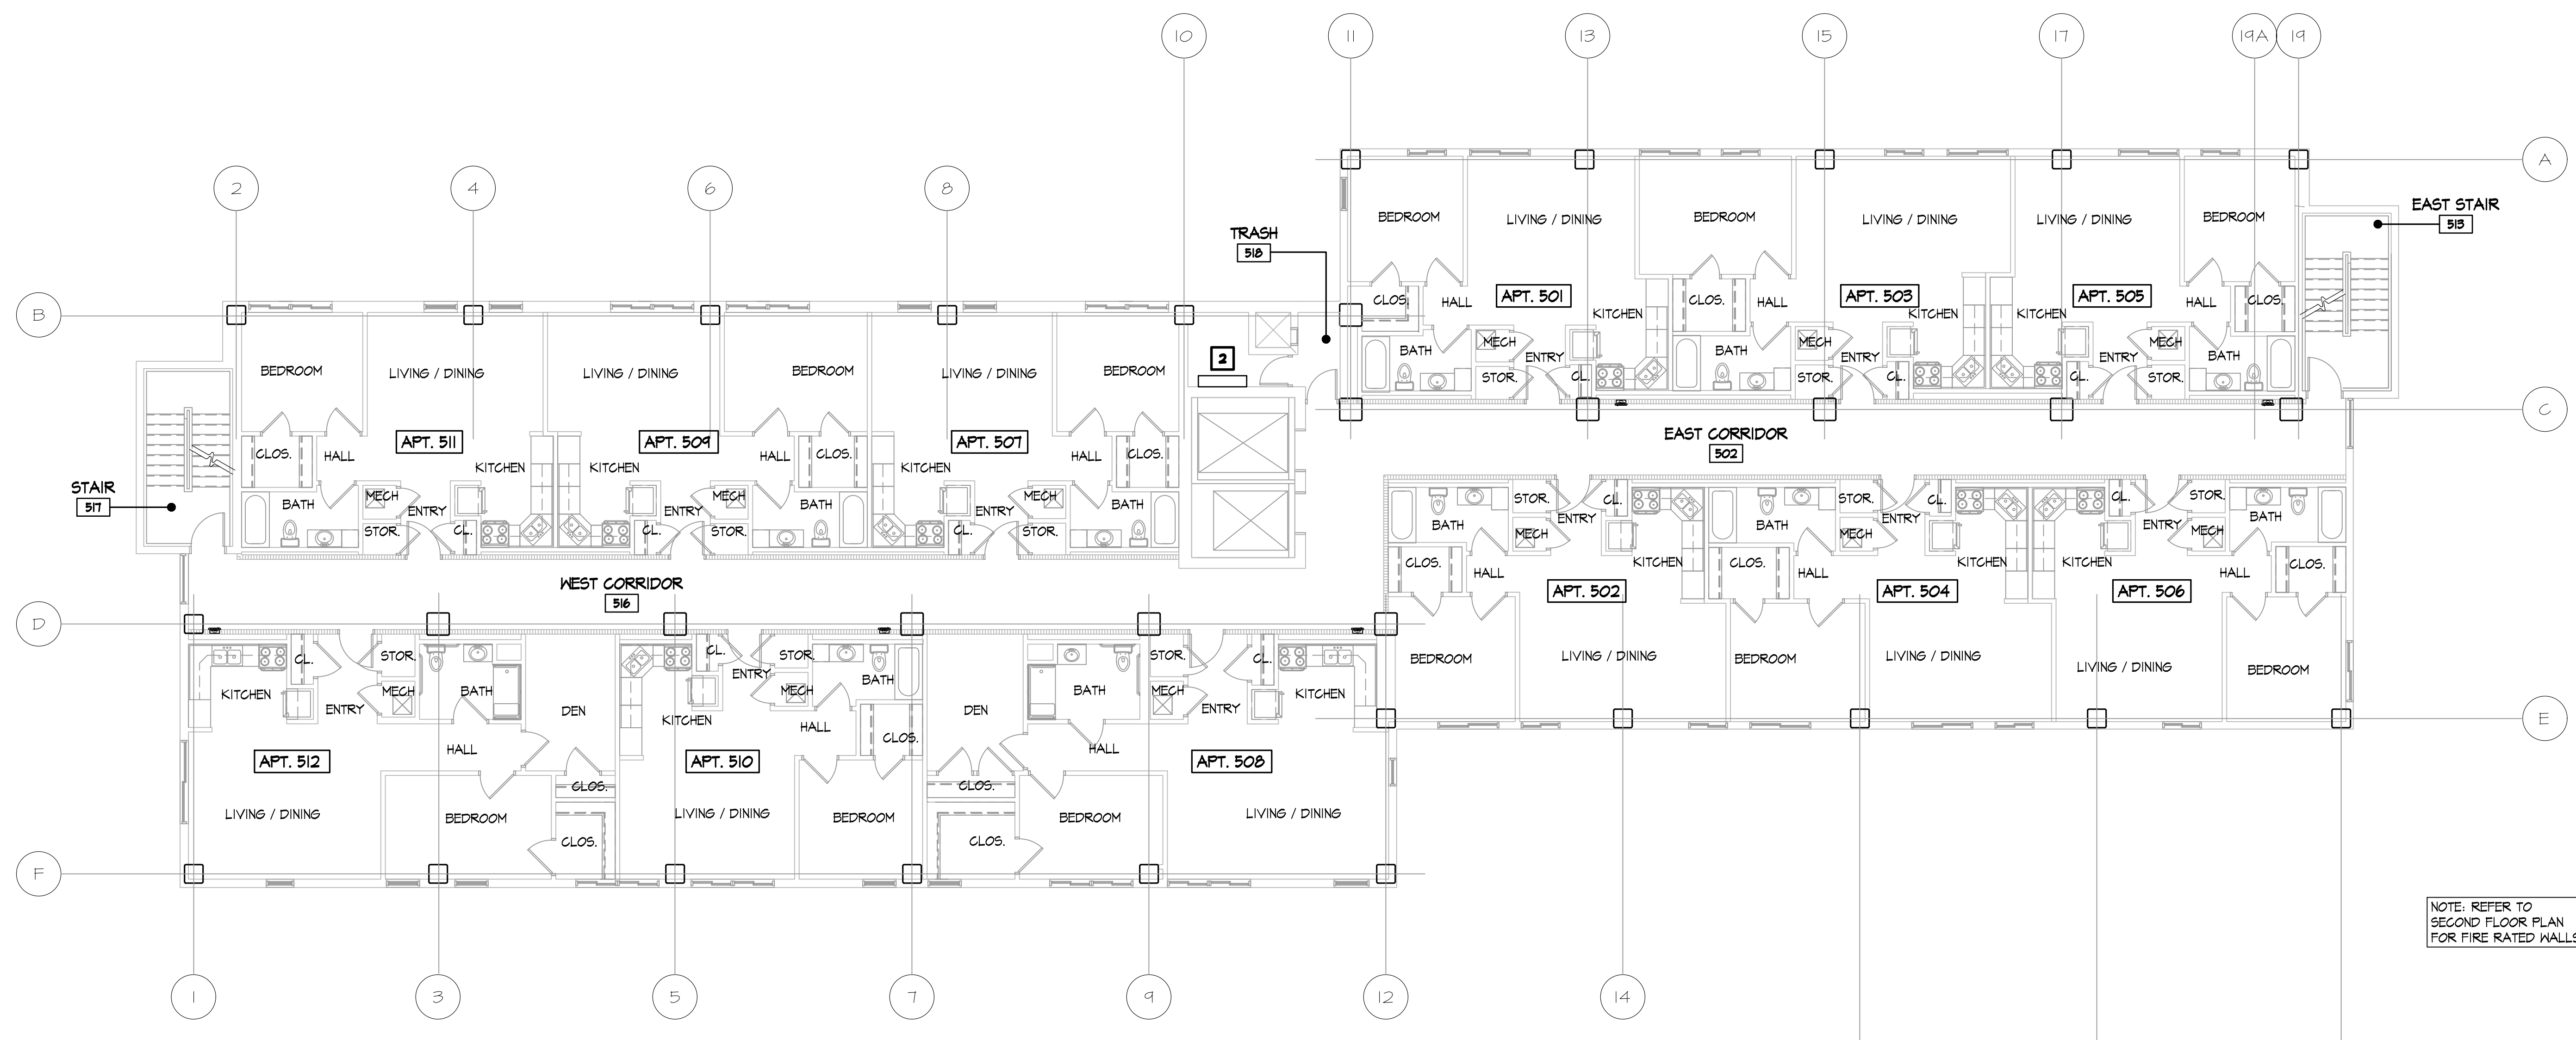 10
11
13
15
17
19A
19
2
4
6
8
A
EAST STAIR
513
TRASH
518
BEDROOM
LIVING / DINING
BEDROOM
LIVING / DINING
LIVING / DINING
BEDROOM
B
CLOS.
HALL
APT. 501
KITCHEN
CLOS.
HALL
APT. 503
KITCHEN
APT. 505
KITCHEN
HALL
CLOS.
BATH
MECH
ENTRY
STOR.
CL.
BATH
MECH
ENTRY
STOR.
CL.
CL.
ENTRY
MECH
STOR.
BATH
2
BEDROOM
LIVING / DINING
LIVING / DINING
BEDROOM
LIVING / DINING
BEDROOM
C
EAST CORRIDOR
502
APT. 511
APT. 509
APT. 507
CLOS.
HALL
KITCHEN
KITCHEN
HALL
CLOS.
KITCHEN
HALL
CLOS.
STAIR
517
BATH
MECH
ENTRY
STOR.
CL.
CL.
ENTRY
MECH
STOR.
BATH
CL.
ENTRY
MECH
STOR.
BATH
BATH
STOR.
CL.
ENTRY
MECH
BATH
STOR.
CL.
ENTRY
MECH
CL.
STOR.
ENTRY
MECH
BATH
CLOS.
HALL
KITCHEN
CLOS.
HALL
KITCHEN
KITCHEN
HALL
CLOS.
APT. 502
APT. 504
APT. 506
WEST CORRIDOR
516
D
BEDROOM
LIVING / DINING
BEDROOM
LIVING / DINING
LIVING / DINING
BEDROOM
CL.
STOR.
KITCHEN
MECH
BATH
ENTRY
DEN
HALL
CL.
STOR.
ENTRY
MECH
BATH
KITCHEN
HALL
CLOS.
DEN
BATH
HALL
STOR.
CL.
MECH
ENTRY
KITCHEN
E
APT. 512
APT. 510
APT. 508
CLOS.
CLOS.
LIVING / DINING
BEDROOM
CLOS.
LIVING / DINING
BEDROOM
CLOS.
BEDROOM
LIVING / DINING
F
NOTE: REFER TO
SECOND FLOOR PLAN
FOR FIRE RATED WALLS
1
3
5
7
9
12
14